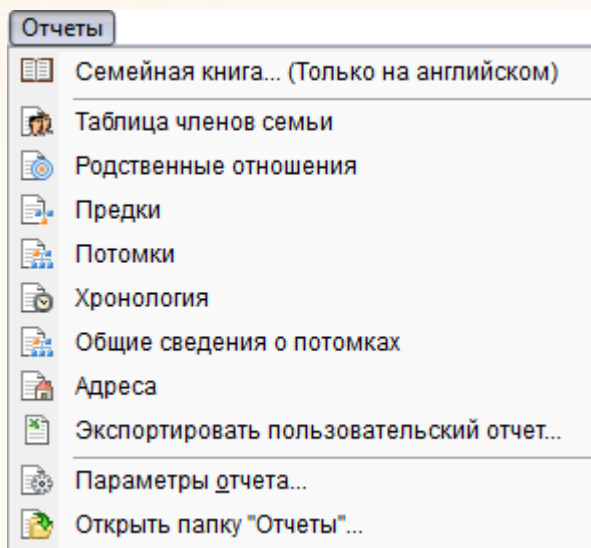 Отчеты
Семейная книга... (Только на английском)
Таблица членов семьи
Родственные отношения
Предки
Потомки
Хронология
Общие сведения о потомках
Адреса
Экспортировать пользовательский отчет...
Параметры отчета...
Открыть папку "Отчеты"...